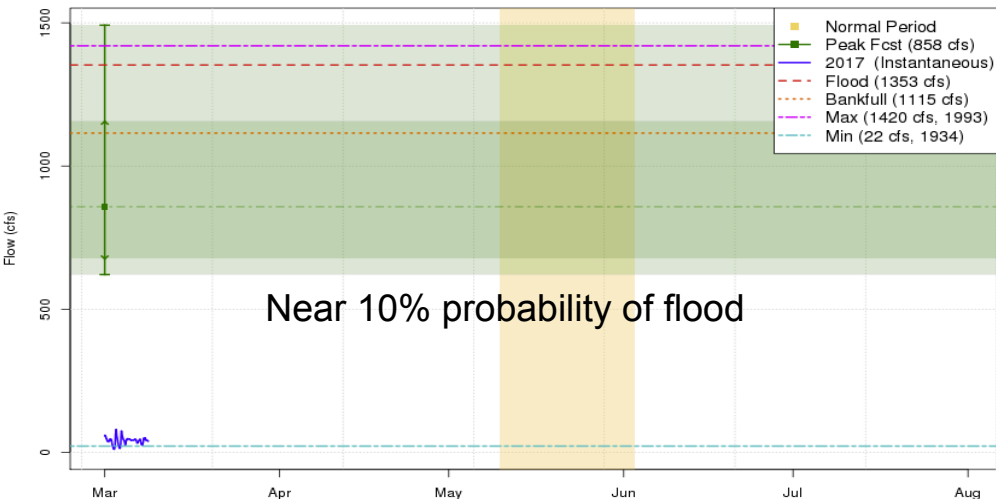 1500
1000
500
0
Flow (cfs)
Normal Period
Peak Fcst (858 cfs)
2017  (Instantaneous)
Flood (1353 cfs)
Bankfull (1115 cfs)
Max (1420 cfs, 1993)
Min (22 cfs, 1934)
Near 10% probability of flood
Mar Apr May Jun Jul Aug